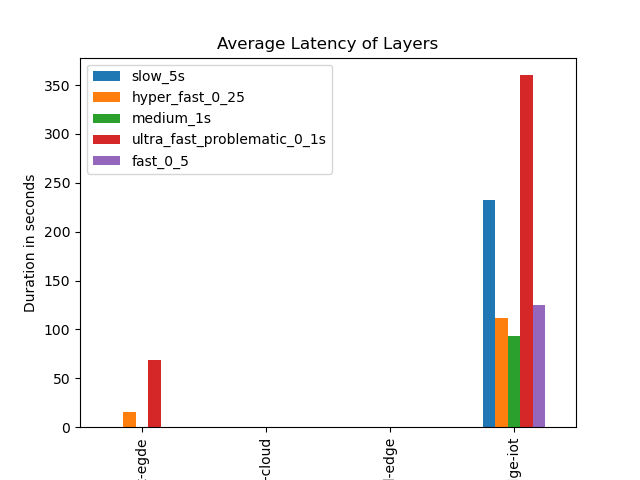 Average Latency of Layers
slow_5s
hyper_fast_0_25
medium_1s
ultra_fast_problematic_0_1s
fast_0_5
Duration in seconds
350
300
250
200
150
100
50
0
-egde
-cloud
-edge
ge-iot